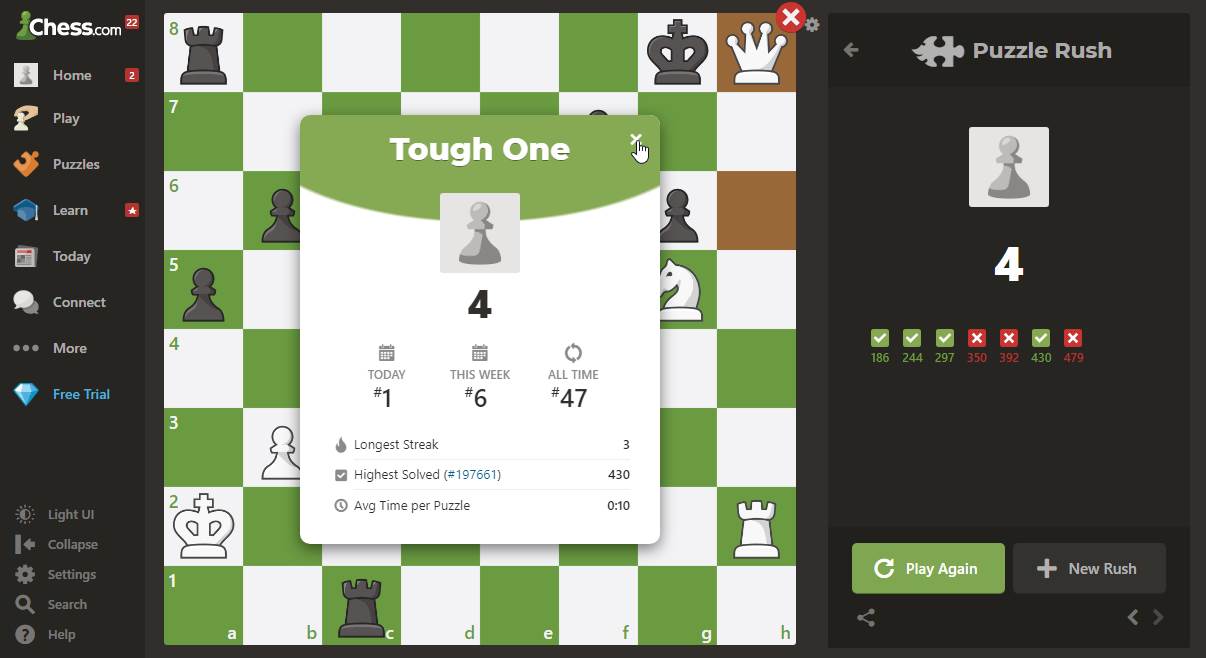 Chess.com 22
Home 2
Play
Puzzles
Learn
Today
Connect
More
Free Trial
Light UI
Collapse
Settings
Search
Help
8
7
6
5
4
3
2
1
a b c d e f g h
Tough One
4
TODAY THIS WEEK ALL TIME
#1 #6 #47
Longest Streak 3
Highest Solved (#197661) 430
Avg Time per Puzzle 0:10
Puzzle Rush
4
186 244 297 350 392 430 479
Play Again
New Rush